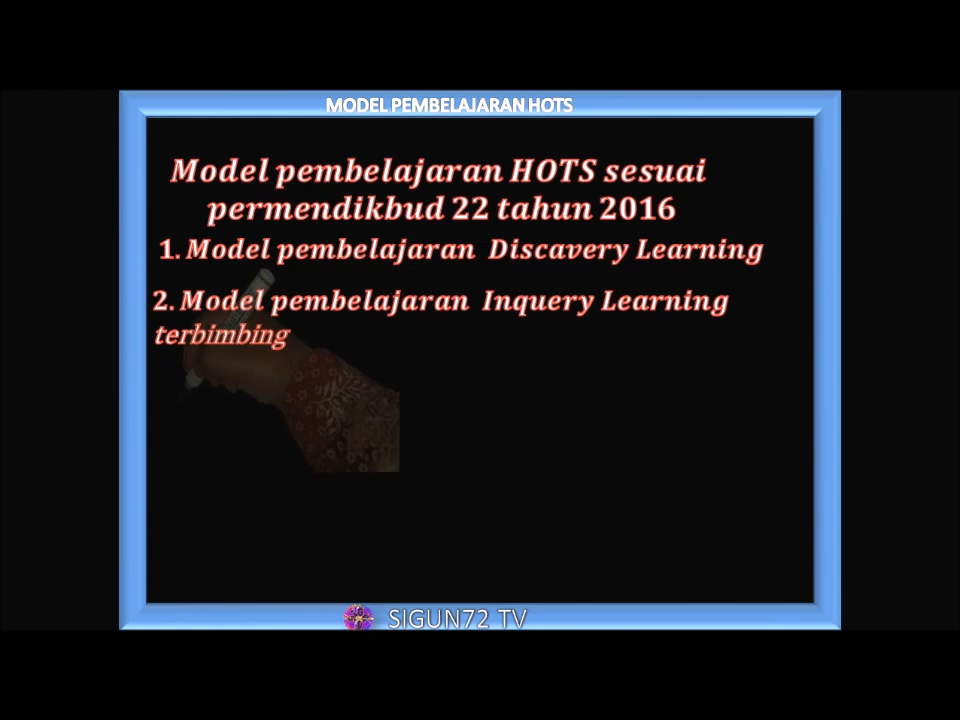 MODEL PEMBELAJARAN HOTS
Model pembelajaran HOTS sesuai
permendikbud 22 tahun 2016
1. Model pembelajaran Discavery Learning
2. Model pembelajaran Inquery Learning
terbimbing
SIGUN72 TV